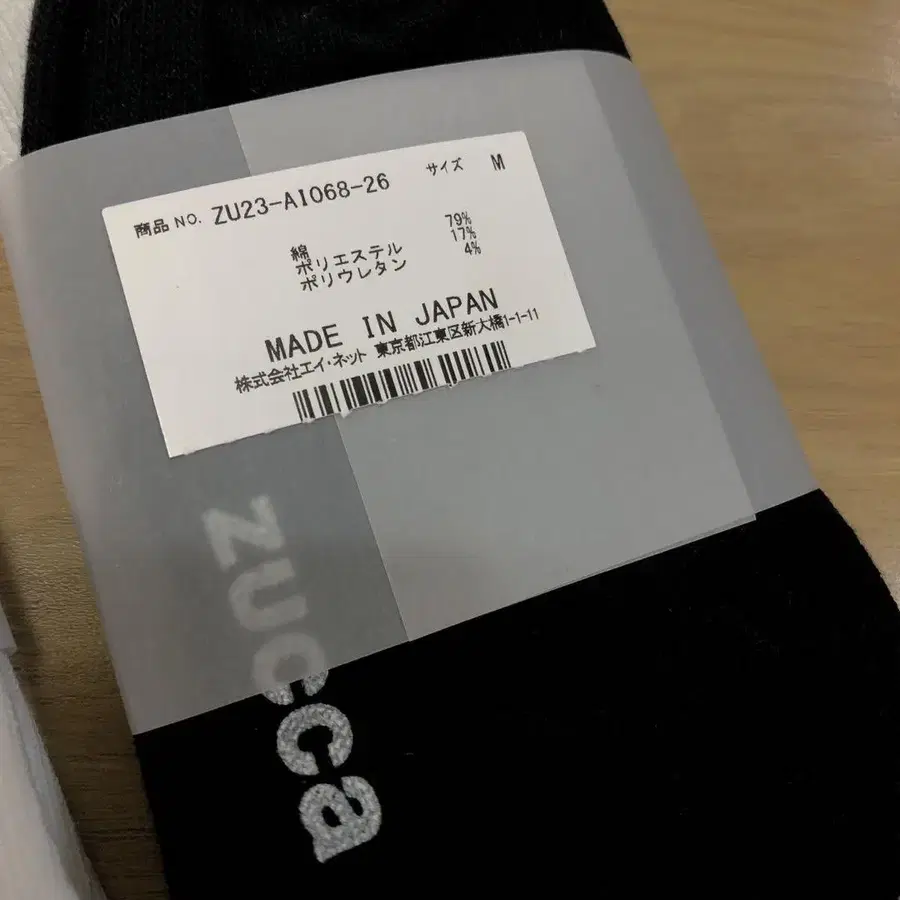 商品 NO. ZU23-AI068-26 サイズ M
綿 79%
ポリエステル 17%
ポリウレタン 4%
MADE IN JAPAN
株式会社エイ・ネット 東京都江東区新大橋1-1-11
zucca